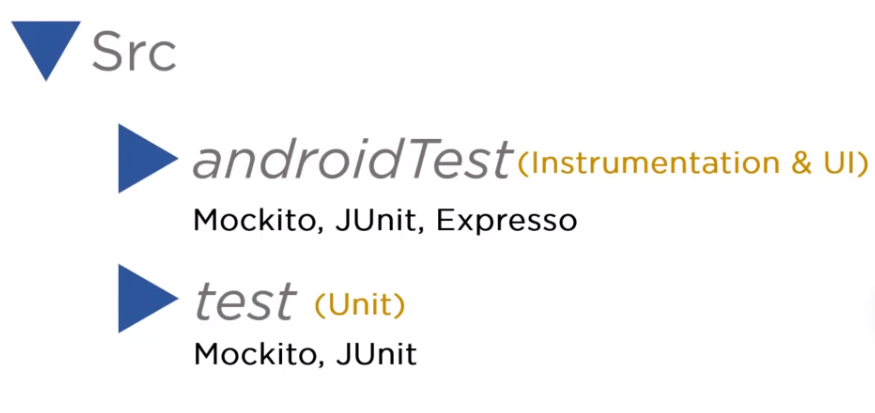 Src
androidTest(Instrumentation & UI)
Mockito, JUnit, Expresso
test (Unit)
Mockito, JUnit